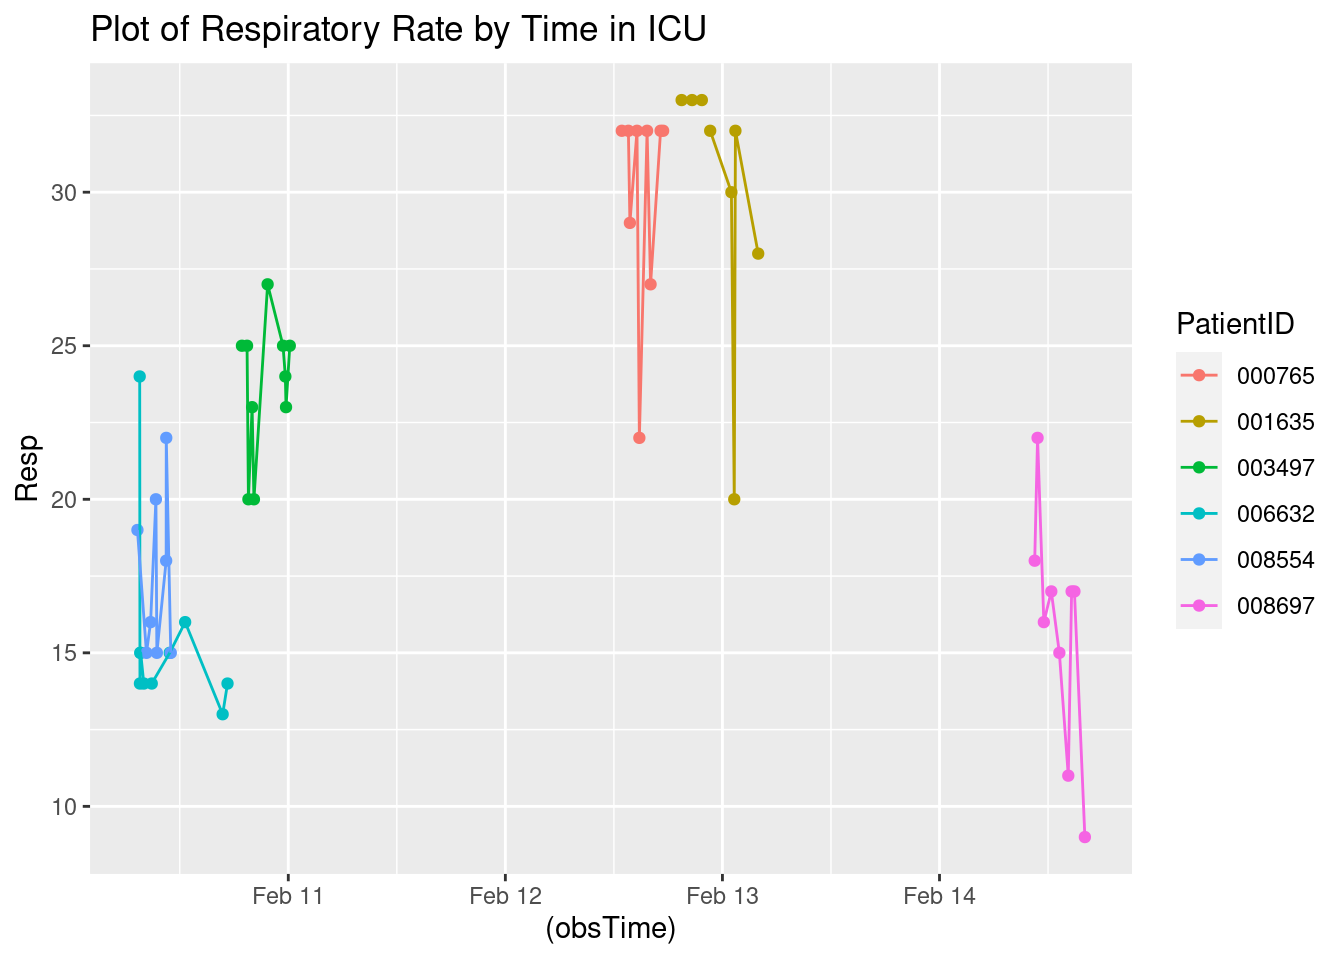 Plot of Respiratory Rate by Time in ICU
30
25
20
15
10
Resp
Feb 11
Feb 12
Feb 13
Feb 14
(obsTime)
PatientID
000765
001635
003497
006632
008554
008697